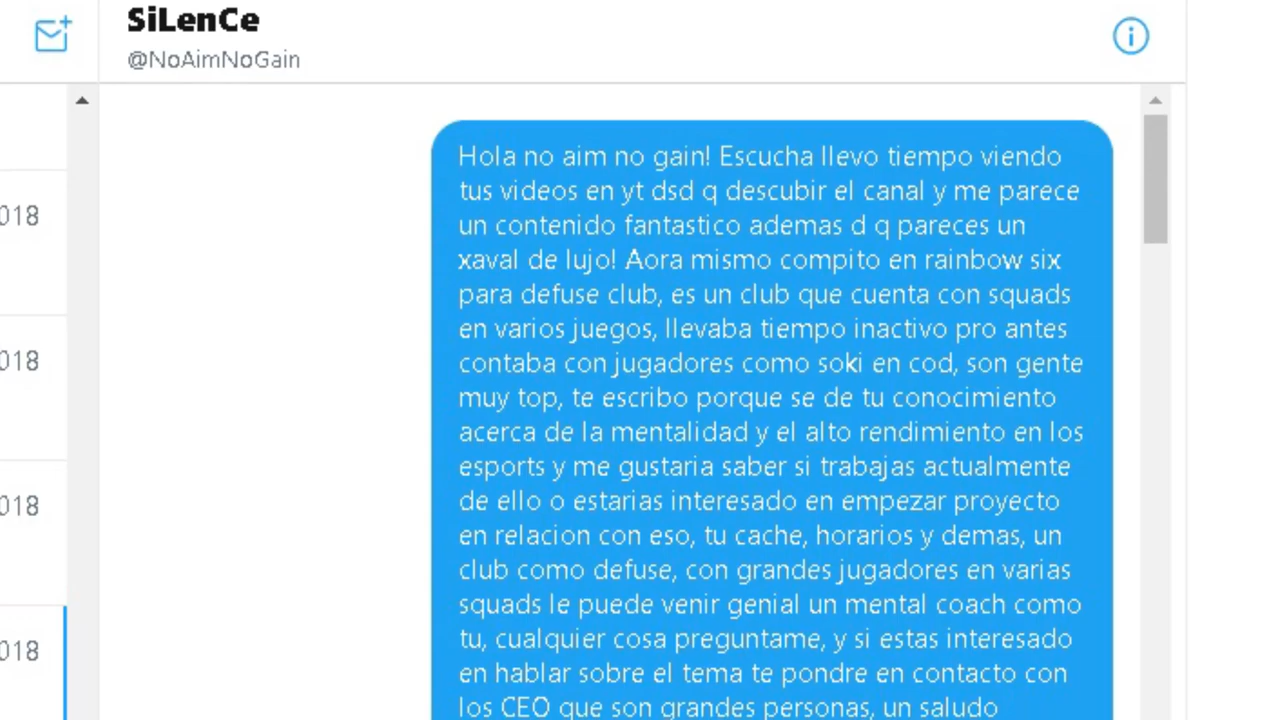 SiLenCe
@NoAimNoGain
018
018
018
018
Hola no aim no gain! Escucha llevo tiempo viendo
tus videos en yt dsd q descubir el canal y me parece
un contenido fantastico ademas d q pareces un
xaval de lujo! Aora mismo compito en rainbow six
para defuse club, es un club que cuenta con squads
en varios juegos, llevaba tiempo inactivo pro antes
contaba con jugadores como soki en cod, son gente
muy top, te escribo porque se de tu conocimiento
acerca de la mentalidad y el alto rendimiento en los
esports y me gustaria saber si trabajas actualmente
de ello o estarias interesado en empezar proyecto
en relacion con eso, tu cache, horarios y demas, un
club como defuse, con grandes jugadores en varias
squads le puede venir genial un mental coach como
tu, cualquier cosa preguntame, y si estas interesado
en hablar sobre el tema te pondre en contacto con
los CEO que son grandes personas, un saludo